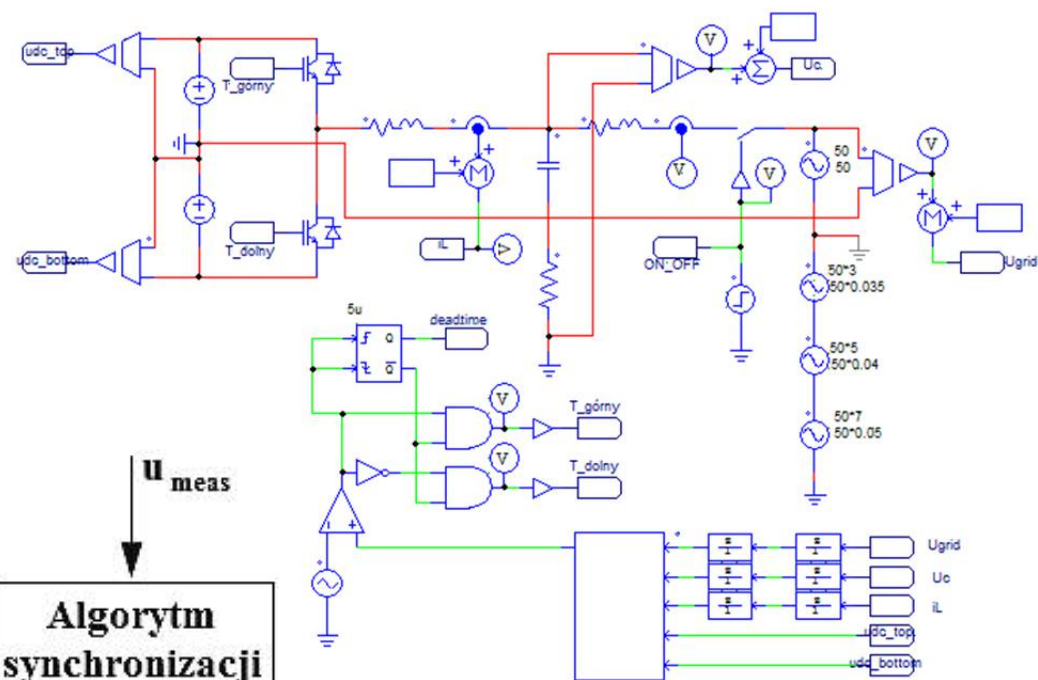 udc_top
T_górny
V
Σ
Uc
V
50
50
V
M
V
V
M
T_dolny
udc_bottom
iL
V
ON_OFF
Ugrid
50*3
50*0.035
5u
deadtime
Q
Q
50*5
50*0.04
V
T_górny
50*7
50*0.05
V
T_dolny
u meas
Ugrid
Uc
iL
udc_top
udc_bottom
Algorytm
synchronizacji